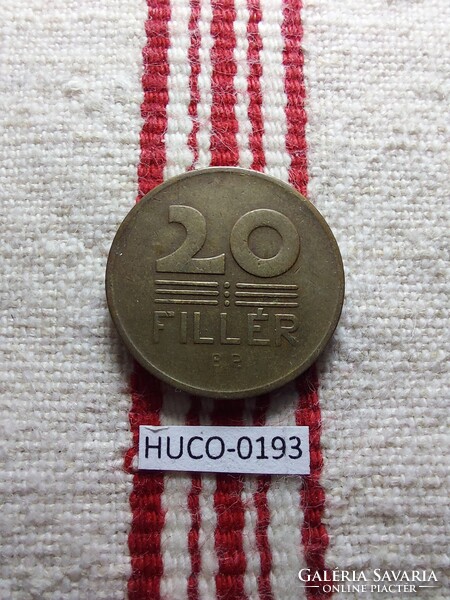 20
FILLÉR
BP.
HUCO-0193
GALÉRIA SAVARIA
ONLINE PIACTÉR